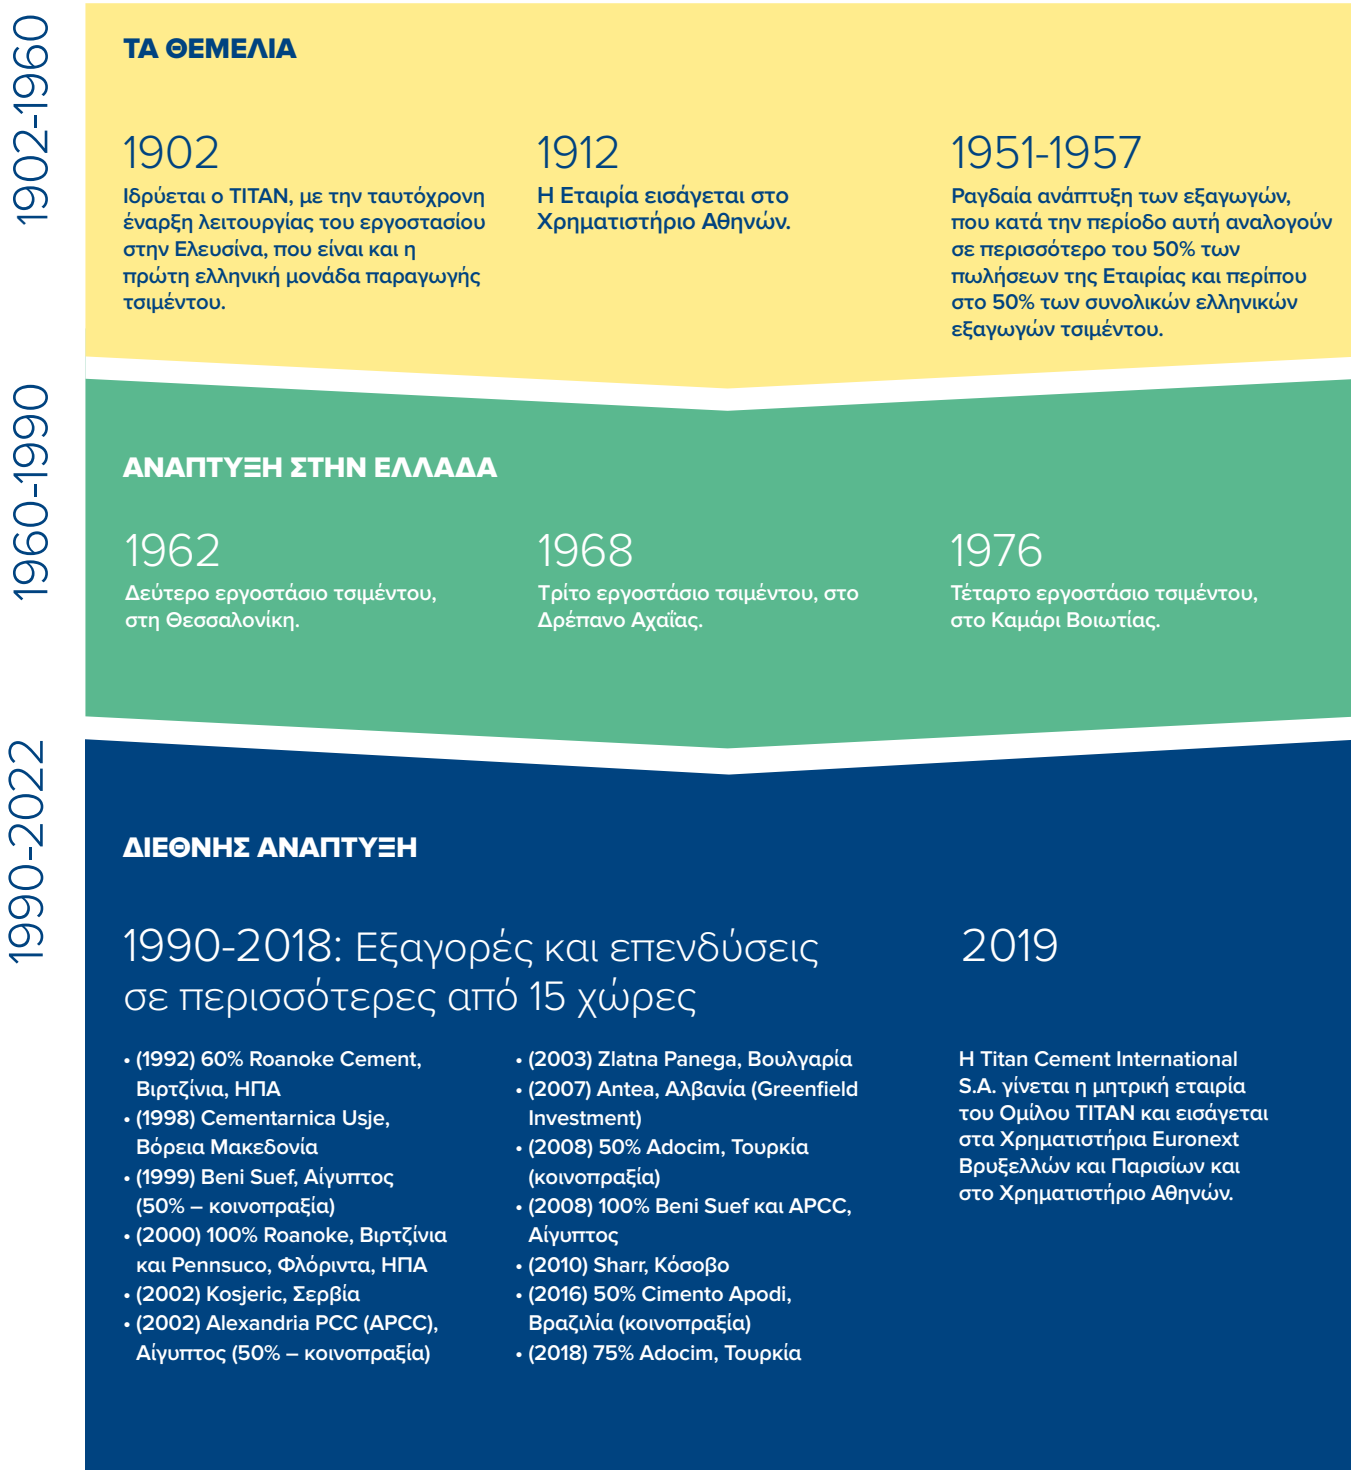 1902-1960
ΤΑ ΘΕΜΕΛΙΑ
1902
Ιδρύεται ο ΤΙΤΑΝ, με την ταυτόχρονη
έναρξη λειτουργίας του εργοστασίου
στην Ελευσίνα, που είναι και η
πρώτη ελληνική μονάδα παραγωγής
τσιμέντου.
1912
Η Εταιρία εισάγεται στο
Χρηματιστήριο Αθηνών.
1951-1957
Ραγδαία ανάπτυξη των εξαγωγών,
που κατά την περίοδο αυτή αναλογούν
σε περισσότερο του 50% των
πωλήσεων της Εταιρίας και περίπου
στο 50% των συνολικών ελληνικών
εξαγωγών τσιμέντου.
1960-1990
ΑΝΑΠΤΥΞΗ ΣΤΗΝ ΕΛΛΑΔΑ
1962
Δεύτερο εργοστάσιο τσιμέντου,
στη Θεσσαλονίκη.
1968
Τρίτο εργοστάσιο τσιμέντου, στο
Δρέπανο Αχαΐας.
1976
Τέταρτο εργοστάσιο τσιμέντου,
στο Καμάρι Βοιωτίας.
1990-2022
ΔΙΕΘΝΗΣ ΑΝΑΠΤΥΞΗ
1990-2018: Εξαγορές και επενδύσεις
σε περισσότερες από 15 χώρες
• (1992) 60% Roanoke Cement,
Βιρτζίνια, ΗΠΑ
• (1998) Cementarnica Usje,
Βόρεια Μακεδονία
• (1999) Beni Suef, Αίγυπτος
(50% – κοινοπραξία)
• (2000) 100% Roanoke, Βιρτζίνια
και Pennsuco, Φλόριντα, ΗΠΑ
• (2002) Kosjeric, Σερβία
• (2002) Alexandria PCC (APCC),
Αίγυπτος (50% – κοινοπραξία)
• (2003) Zlatna Panega, Βουλγαρία
• (2007) Antea, Αλβανία (Greenfield
Investment)
• (2008) 50% Adocim, Τουρκία
(κοινοπραξία)
• (2008) 100% Beni Suef και APCC,
Αίγυπτος
• (2010) Sharr, Κόσοβο
• (2016) 50% Cimento Apodi,
Βραζιλία (κοινοπραξία)
• (2018) 75% Adocim, Τουρκία
2019
Η Titan Cement International
S.A. γίνεται η μητρική εταιρία
του Ομίλου TITAN και εισάγεται
στα Χρηματιστήρια Euronext
Βρυξελλών και Παρισίων και
στο Χρηματιστήριο Αθηνών.